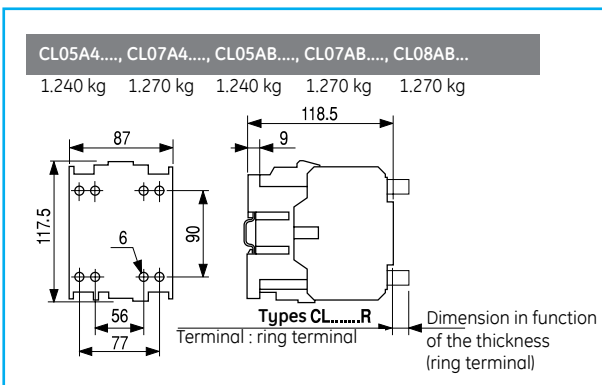 CL05A4...., CL07A4...., CL05AB...., CL07AB...., CL08AB...
1.240 kg 1.270 kg 1.240 kg 1.270 kg 1.270 kg
118.5
87
9
117.5
6
90
56
77
Types CL.......R
Terminal : ring terminal
Dimension in function
of the thickness
(ring terminal)